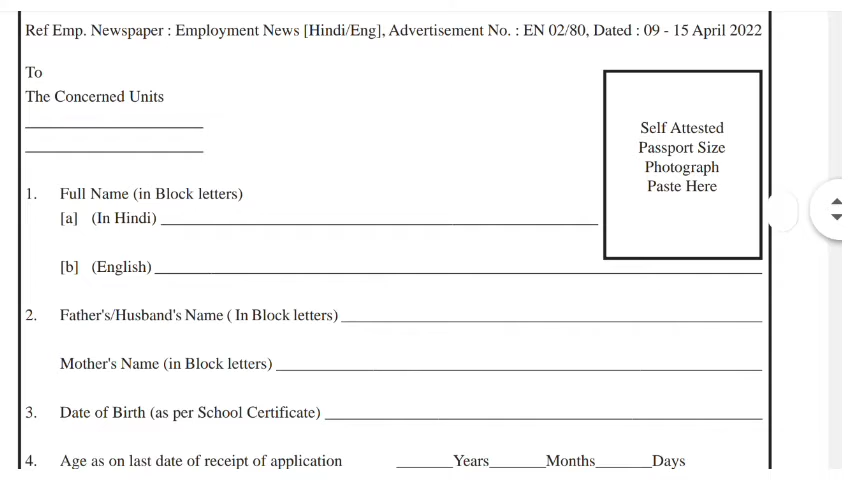 Ref Emp. Newspaper : Employment News [Hindi/Eng], Advertisement No. : EN 02/80, Dated : 09 - 15 April 2022
To
The Concerned Units
Self Attested
Passport Size
Photograph
Paste Here
1. Full Name (in Block letters)
[a] (In Hindi)
[b] (English)
2. Father's/Husband's Name ( In Block letters)
Mother's Name (in Block letters)
3. Date of Birth (as per School Certificate)
4. Age as on last date of receipt of application _______Years_______Months_______Days